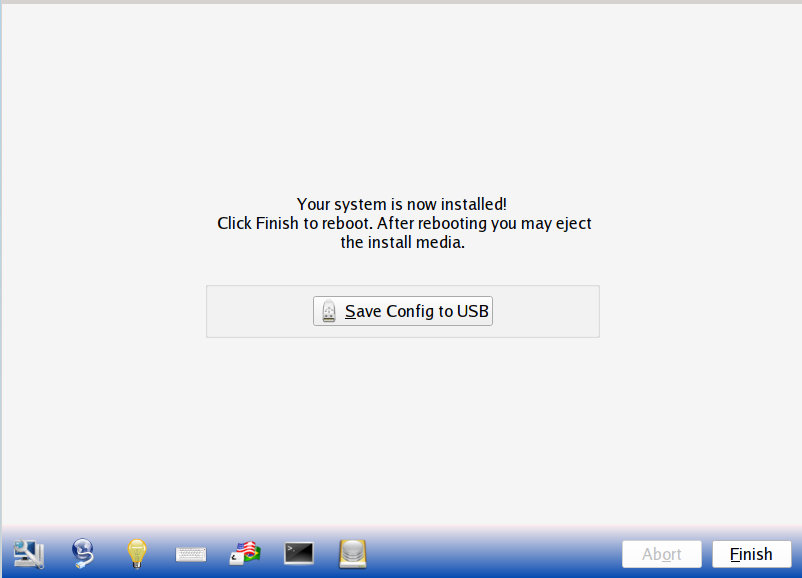 Your system is now installed!
Click Finish to reboot. After rebooting you may eject
the install media.
Save Config to USB
Abort
Finish